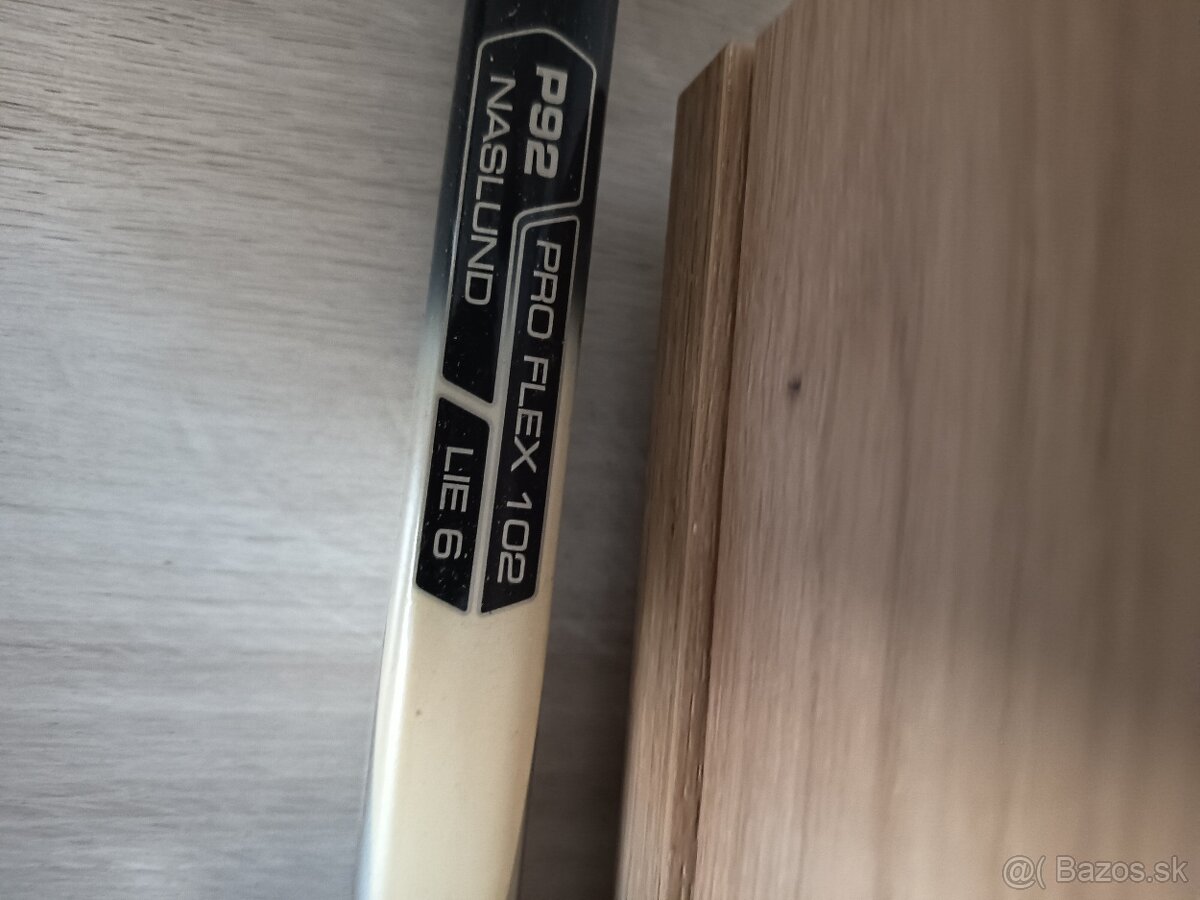 P92
NASLUND
PRO FLEX 102
LIE 6
@( Bazos.sk